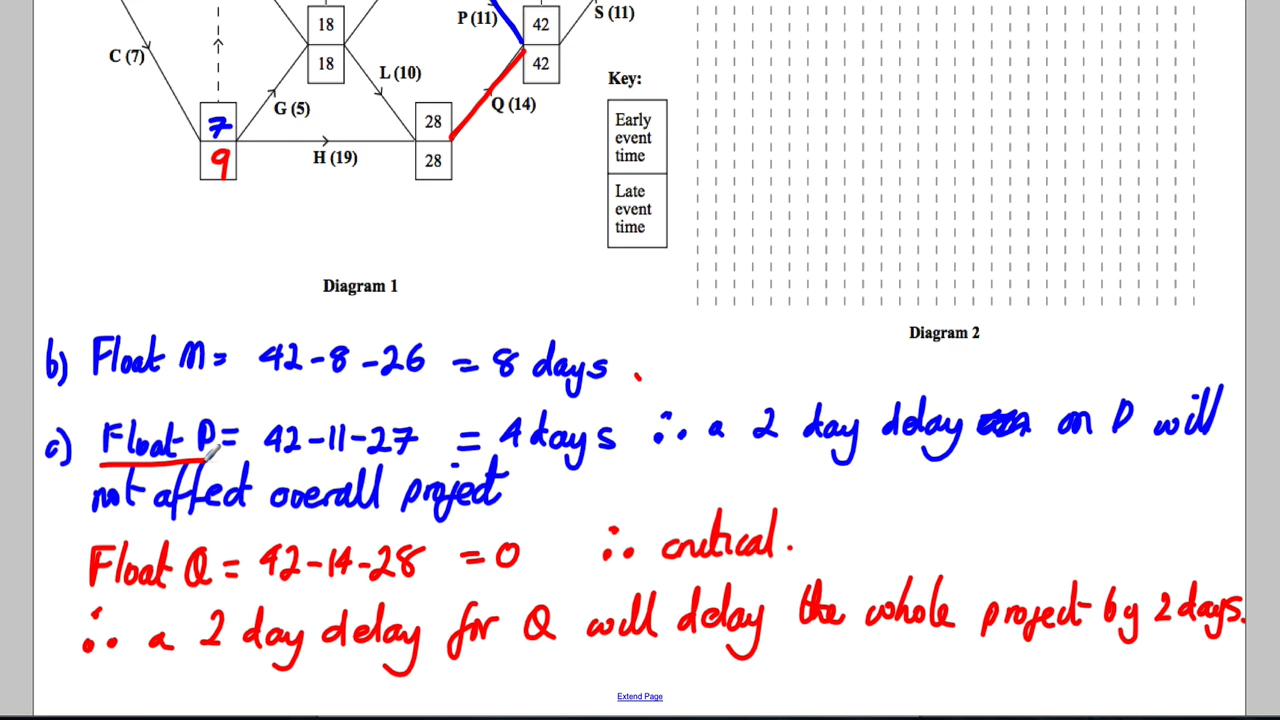 18
18
P (11)
42
42
S (11)
C (7)
L (10)
Key:
G (5)
Q (14)
7
9
H (19)
28
28
Early
event
time
Late
event
time
Diagram 1
Diagram 2
b) Float M = 42-8-26 = 8 days.
c) Float P = 42-11-27 = 4 days ∴ a 2 day delay on P will
not affect overall project
Float Q = 42-14-28 = 0 ∴ critical.
∴ a 2 day delay for Q will delay the whole project by 2 days.
Extend Page